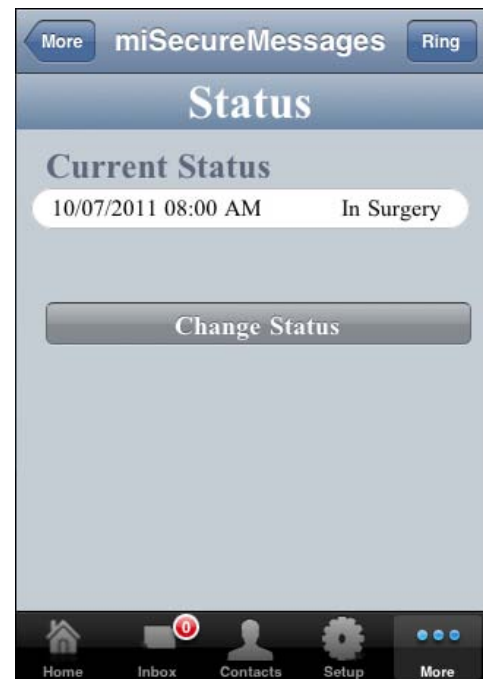 More miSecureMessages Ring
Status
Current Status
10/07/2011 08:00 AM In Surgery
Change Status
0
Home Inbox Contacts Setup More